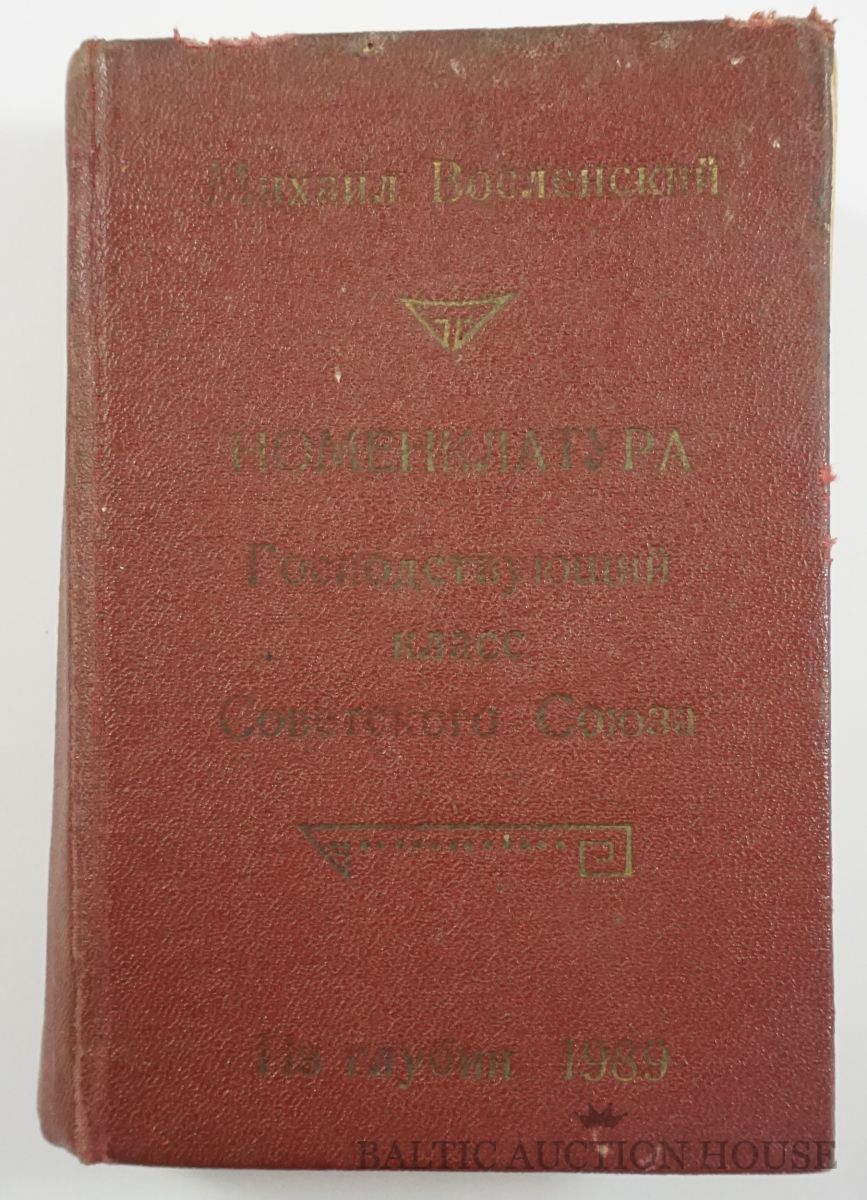 Михаил Восленский
НОМЕНКЛАТУРА
Господствующий
класс
Советского Союза
Из глубин 1989
BALTIC AUCTION HOUSE